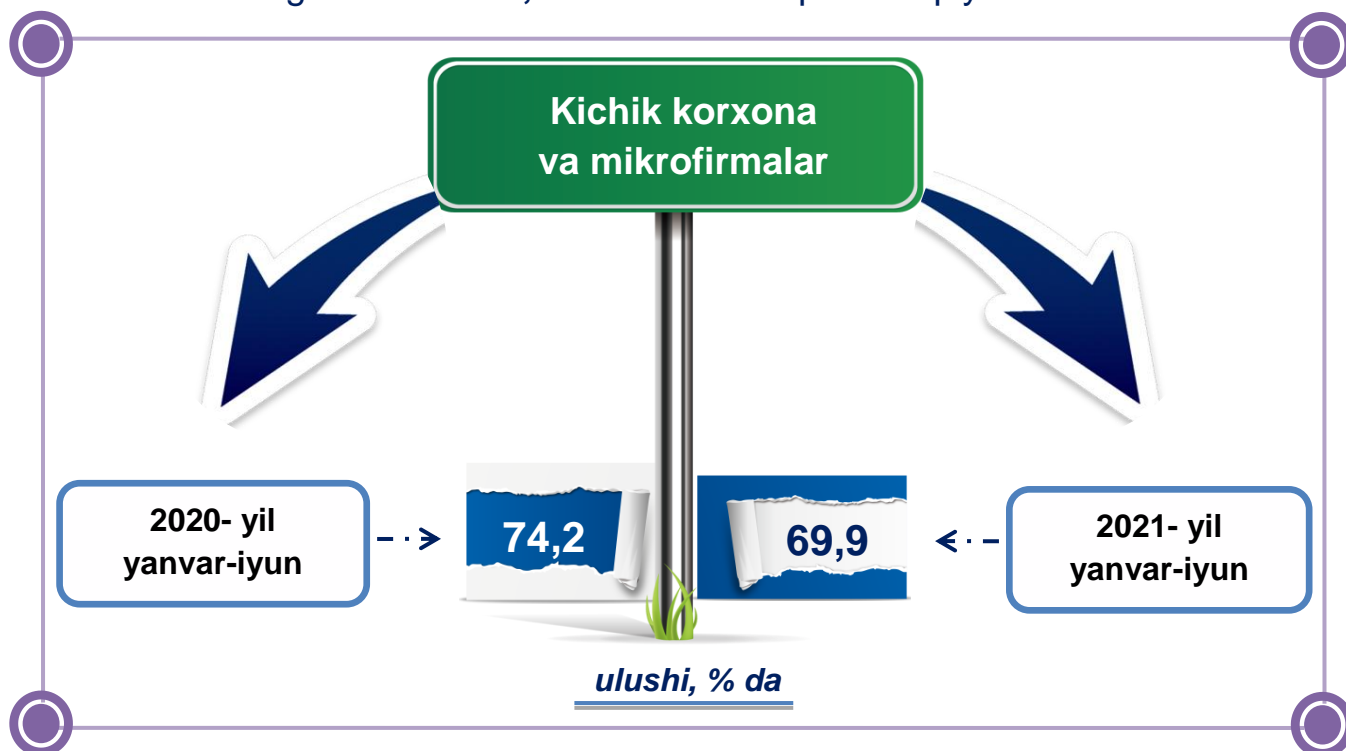 Kichik korxona
va mikrofirmalar
2020- yil
yanvar-iyun
74,2
69,9
2021- yil
yanvar-iyun
ulushi, % da